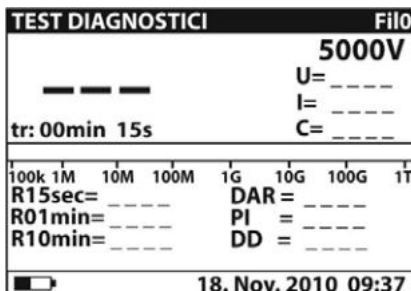 TEST DIAGNOSTICI Fil0
5000V
U= _ _ _ _
_ _ _
I= _ _ _ _
tr: 00min 15s C= _ _ _ _
100k 1M 10M 100M 1G 10G 100G 1T
R15sec= _ _ _ _ DAR = _ _ _ _
R01min= _ _ _ _ PI = _ _ _ _
R10min= _ _ _ _ DD = _ _ _ _
18. Nov. 2010 09:37